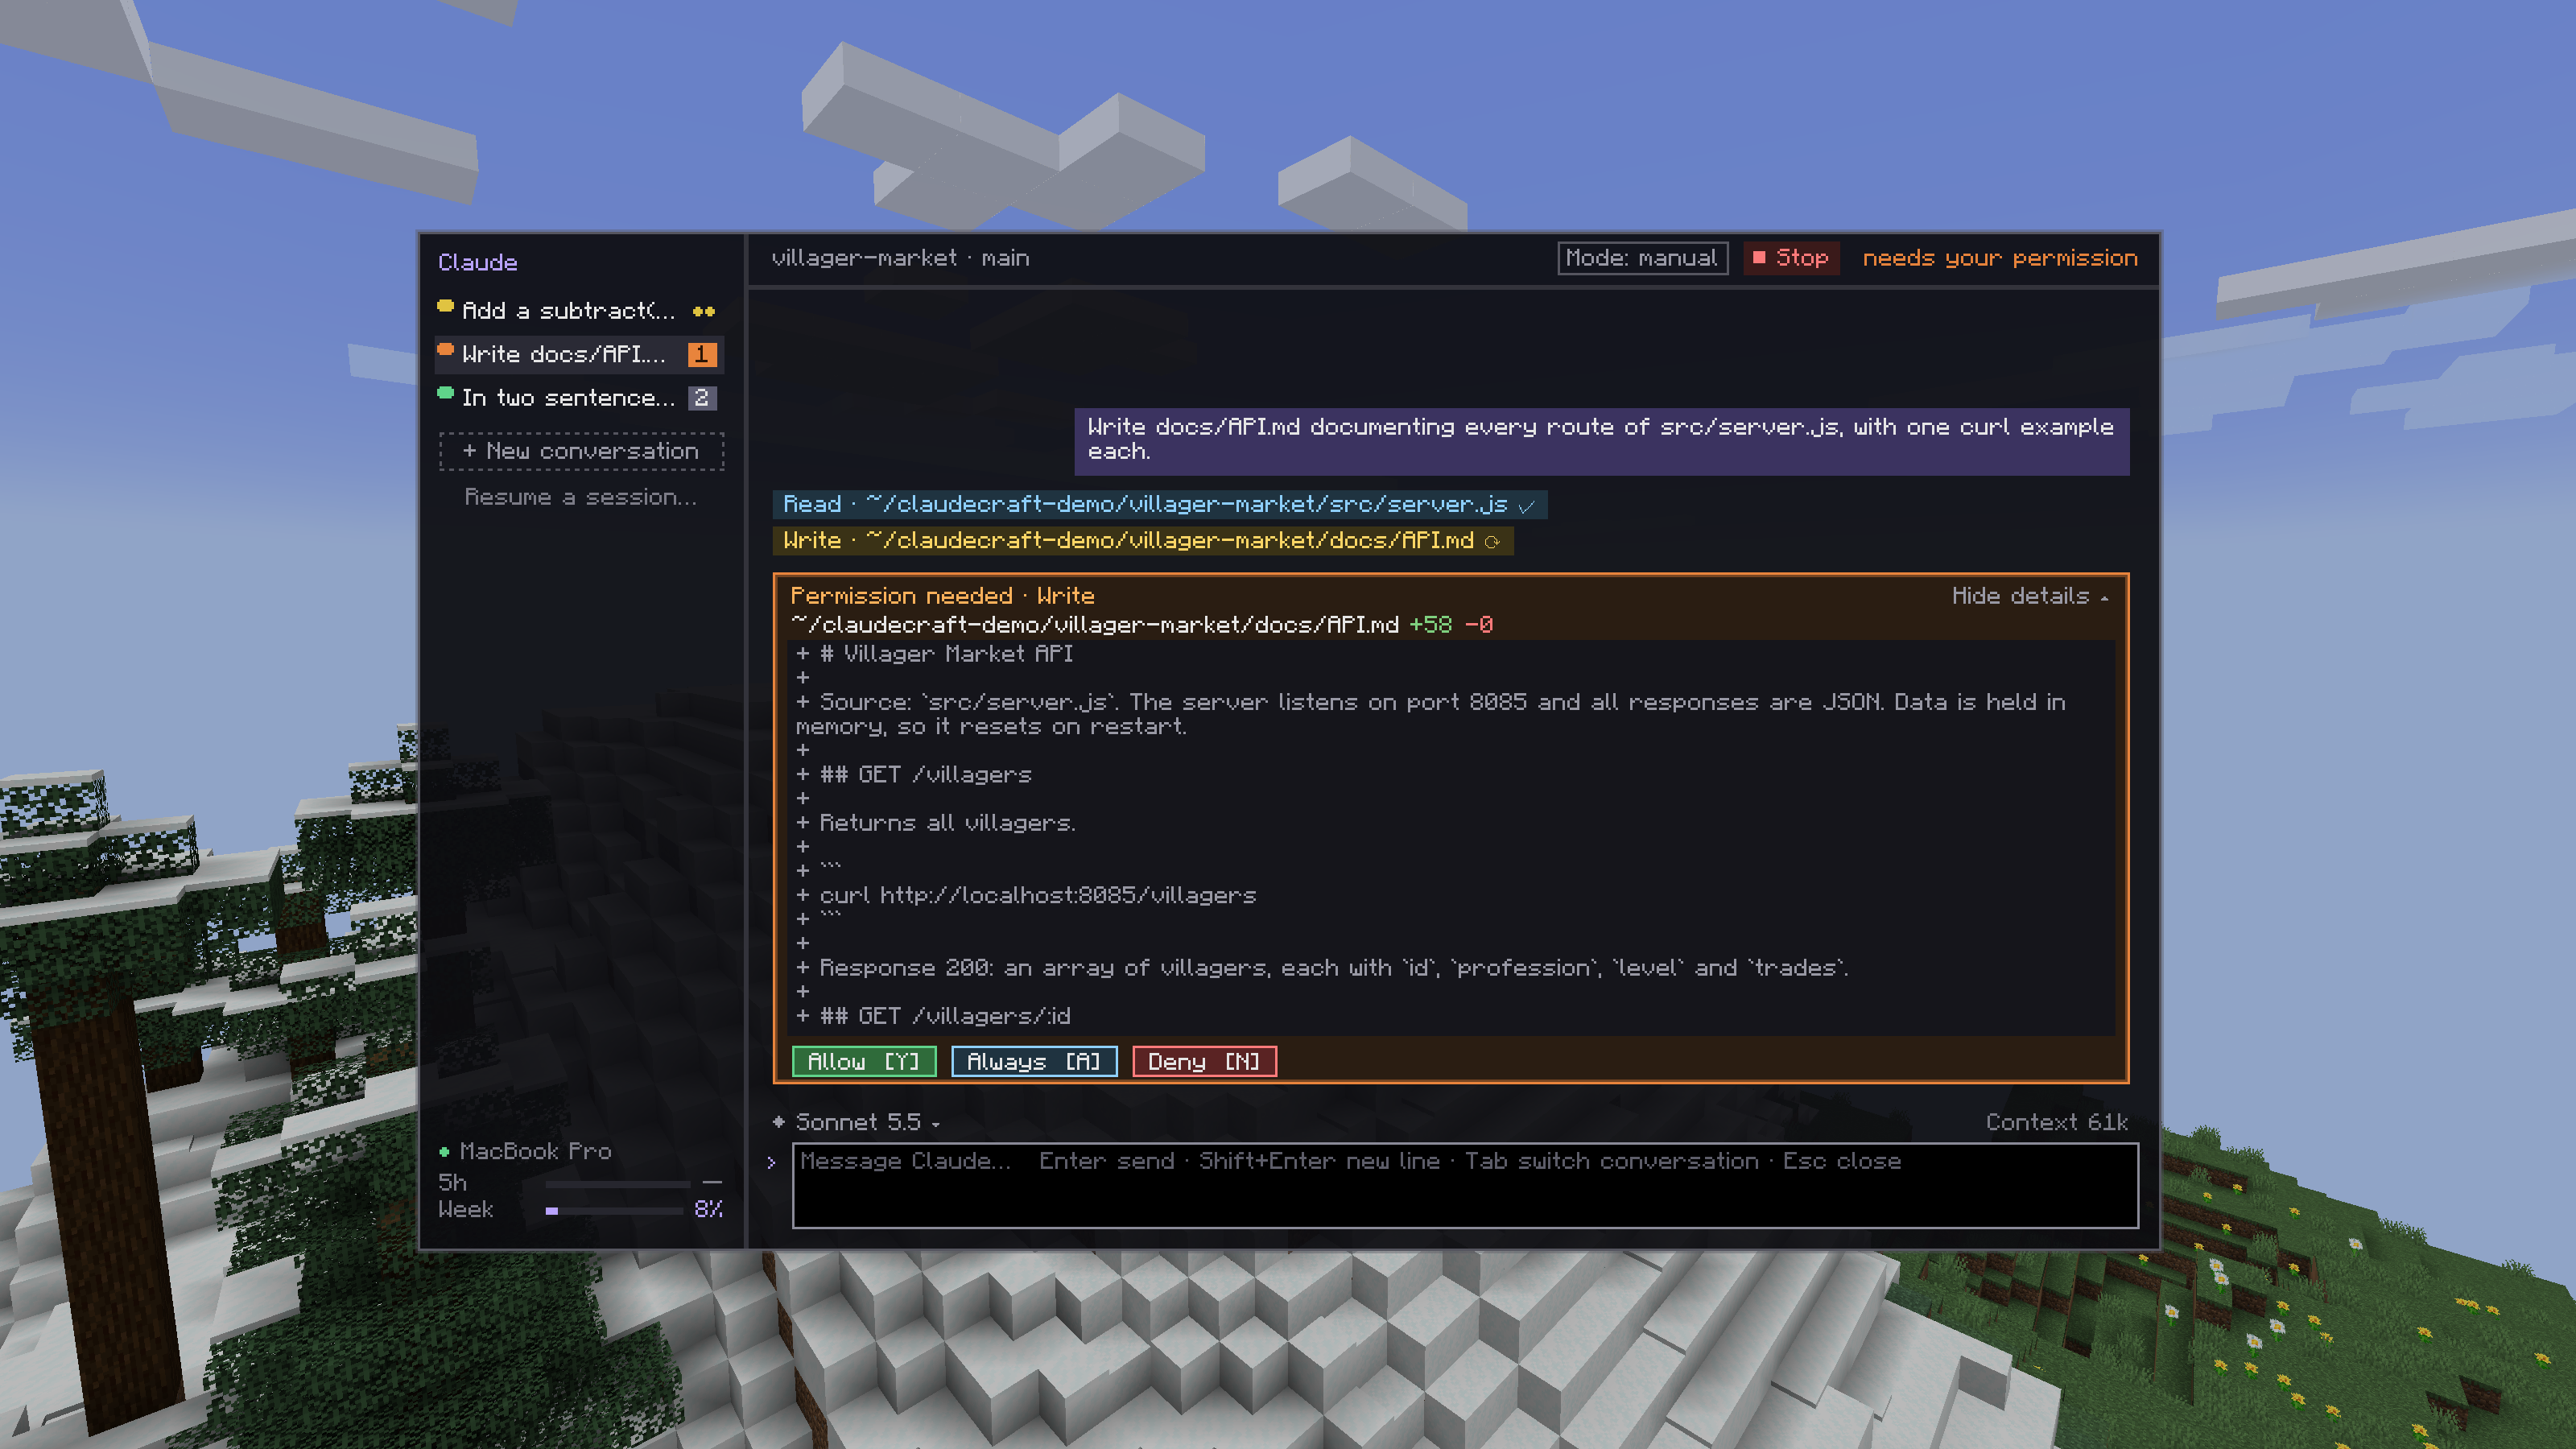 Claude
Add a subtract(...
Write docs/API.... 1
In two sentence... 2
+ New conversation
Resume a session...
MacBook Pro
5h —
Week 8%
villager-market · main
Mode: manual
Stop
needs your permission
Write docs/API.md documenting every route of src/server.js, with one curl example
each.
Read · ~/claudecraft-demo/villager-market/src/server.js ✓
Write · ~/claudecraft-demo/villager-market/docs/API.md ⟳
Permission needed · Write
Hide details ▴
~/claudecraft-demo/villager-market/docs/API.md +58 -0
+ # Villager Market API
+
+ Source: `src/server.js`. The server listens on port 8085 and all responses are JSON. Data is held in
memory, so it resets on restart.
+
+ ## GET /villagers
+
+ Returns all villagers.
+
+ ```
+ curl http://localhost:8085/villagers
+ ```
+
+ Response 200: an array of villagers, each with `id`, `profession`, `level` and `trades`.
+
+ ## GET /villagers/:id
Allow [Y]
Always [A]
Deny [N]
Sonnet 5.5 ▾
Context 61k
> Message Claude... Enter send · Shift+Enter new line · Tab switch conversation · Esc close